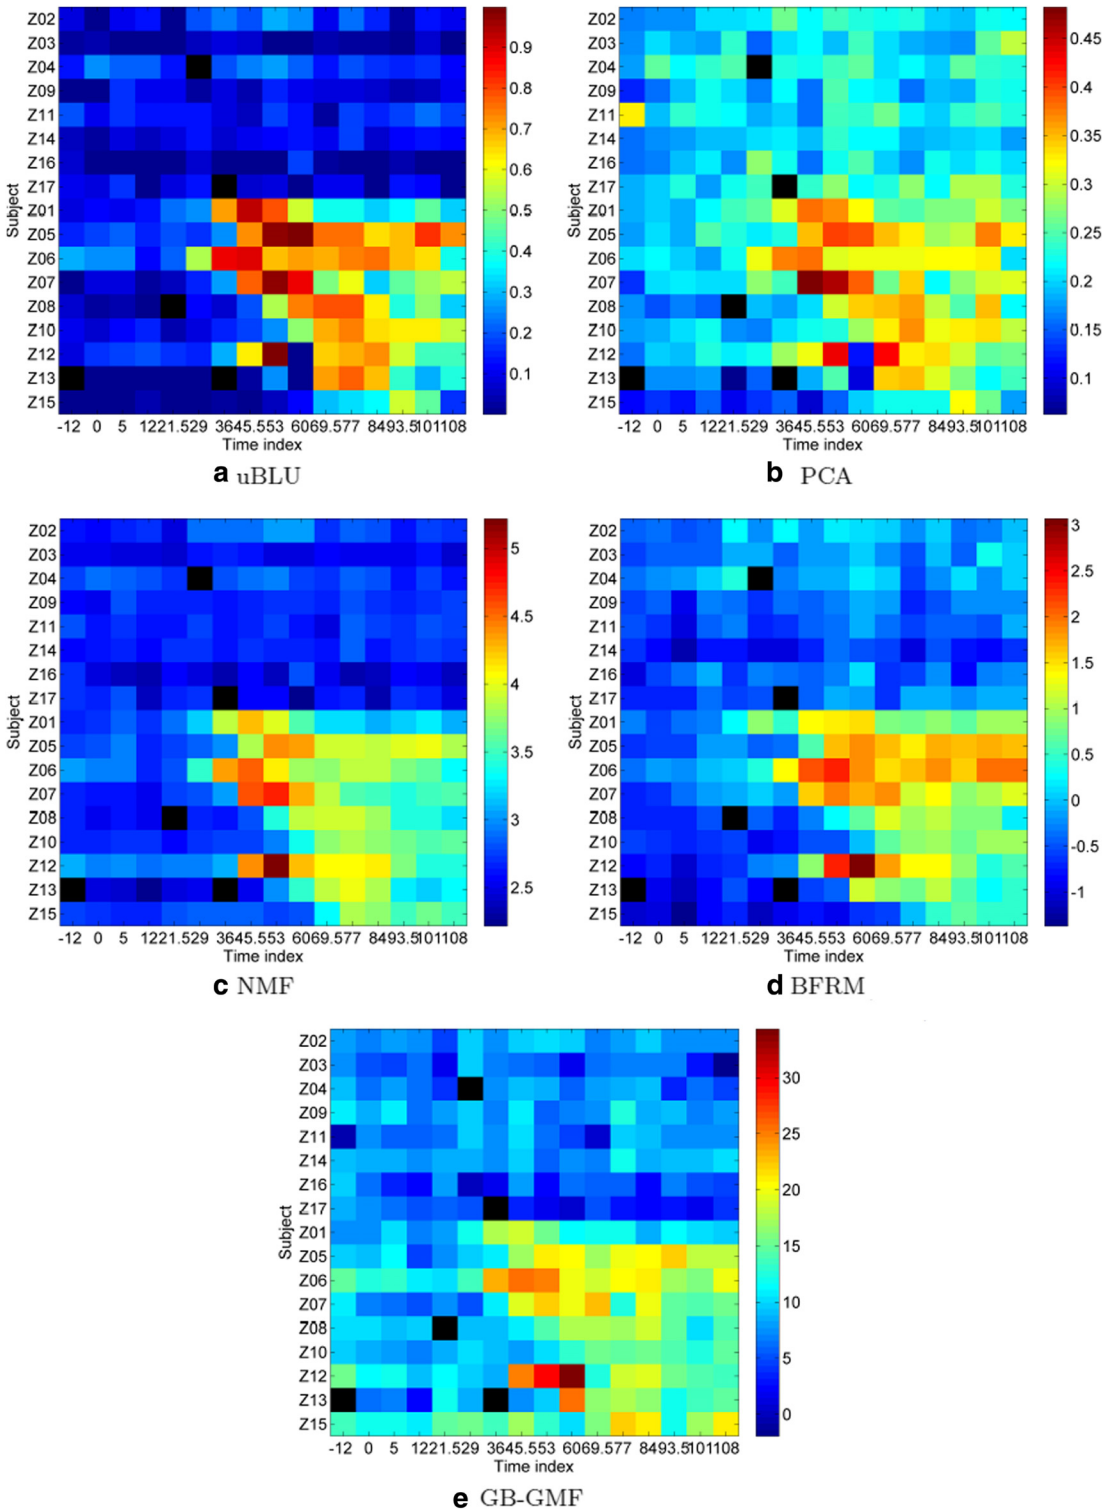 Z02
Z03
Z04
Z09
Z11
Z14
Z16
Z17
Z01
Z05
Z06
Z07
Z08
Z10
Z12
Z13
Z15
Subject
-12 0 5 1221.529 3645.553 6069.577 8493.5101108
Time index
0.9
0.8
0.7
0.6
0.5
0.4
0.3
0.2
0.1
a uBLU
Z02
Z03
Z04
Z09
Z11
Z14
Z16
Z17
Z01
Z05
Z06
Z07
Z08
Z10
Z12
Z13
Z15
Subject
-12 0 5 1221.529 3645.553 6069.577 8493.5101108
Time index
0.45
0.4
0.35
0.3
0.25
0.2
0.15
0.1
b PCA
Z02
Z03
Z04
Z09
Z11
Z14
Z16
Z17
Z01
Z05
Z06
Z07
Z08
Z10
Z12
Z13
Z15
Subject
-12 0 5 1221.529 3645.553 6069.577 8493.5101108
Time index
5
4.5
4
3.5
3
2.5
c NMF
Z02
Z03
Z04
Z09
Z11
Z14
Z16
Z17
Z01
Z05
Z06
Z07
Z08
Z10
Z12
Z13
Z15
Subject
-12 0 5 1221.529 3645.553 6069.577 8493.5101108
Time index
3
2.5
2
1.5
1
0.5
0
-0.5
-1
d BFRM
Z02
Z03
Z04
Z09
Z11
Z14
Z16
Z17
Z01
Z05
Z06
Z07
Z08
Z10
Z12
Z13
Z15
Subject
-12 0 5 1221.529 3645.553 6069.577 8493.5101108
Time index
30
25
20
15
10
5
0
e GB-GMF